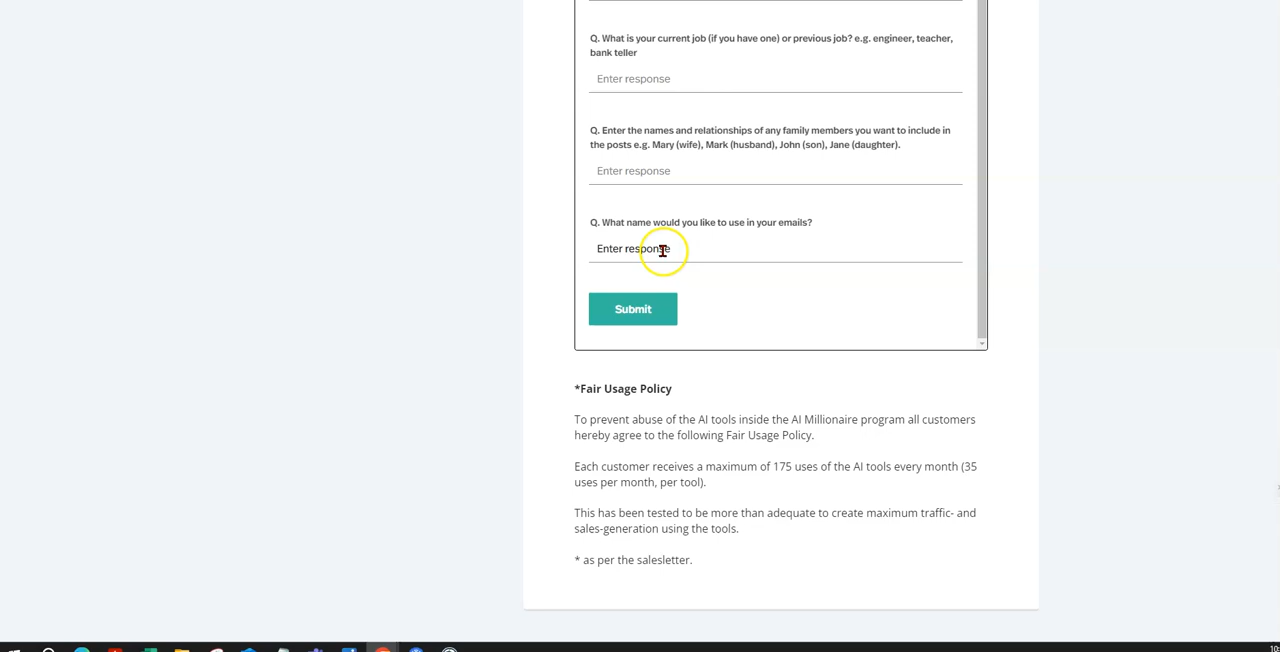 Q. What is your current job (if you have one) or previous job? e.g. engineer, teacher,
bank teller
Enter response
Q. Enter the names and relationships of any family members you want to include in
the posts e.g. Mary (wife), Mark (husband), John (son), Jane (daughter).
Enter response
Q. What name would you like to use in your emails?
Enter response
Submit
*Fair Usage Policy
To prevent abuse of the AI tools inside the AI Millionaire program all customers
hereby agree to the following Fair Usage Policy.
Each customer receives a maximum of 175 uses of the AI tools every month (35
uses per month, per tool).
This has been tested to be more than adequate to create maximum traffic- and
sales-generation using the tools.
* as per the salesletter.